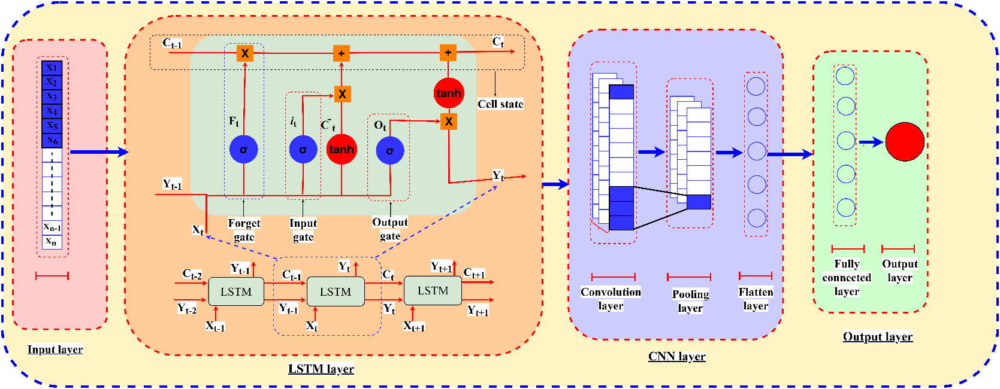 X1
X2
X3
X4
X5
X6
Xn-1
Xn
Input layer
Ct-1
X
+
+
Ct
X
tanh
Cell state
X
Ft
it
C̃t
Ot
σ
σ
tanh
σ
Yt-1
Yt
Xt
Forget
gate
Input
gate
Output
gate
Ct-2
Yt-1
Ct-1
Yt
Ct
Yt+1
Ct+1
LSTM
LSTM
LSTM
Yt-2
Yt-1
Yt
Yt+1
Xt-1
Xt
Xt+1
LSTM layer
Convolution
layer
Pooling
layer
Flatten
layer
CNN layer
Fully
connected
layer
Output
layer
Output layer